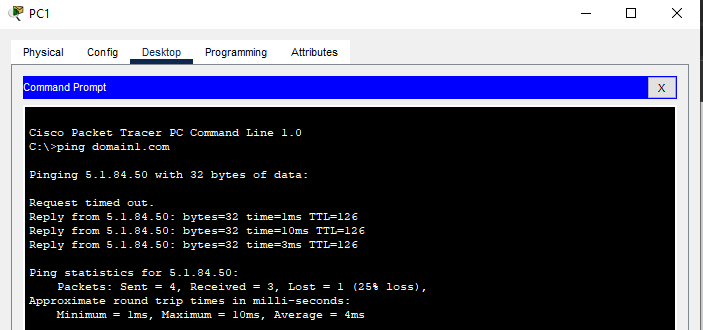 PC1
Physical Config Desktop Programming Attributes
Command Prompt X
Cisco Packet Tracer PC Command Line 1.0
C:\>ping domain1.com
Pinging 5.1.84.50 with 32 bytes of data:
Request timed out.
Reply from 5.1.84.50: bytes=32 time=1ms TTL=126
Reply from 5.1.84.50: bytes=32 time=10ms TTL=126
Reply from 5.1.84.50: bytes=32 time=3ms TTL=126
Ping statistics for 5.1.84.50:
Packets: Sent = 4, Received = 3, Lost = 1 (25% loss),
Approximate round trip times in milli-seconds:
Minimum = 1ms, Maximum = 10ms, Average = 4ms